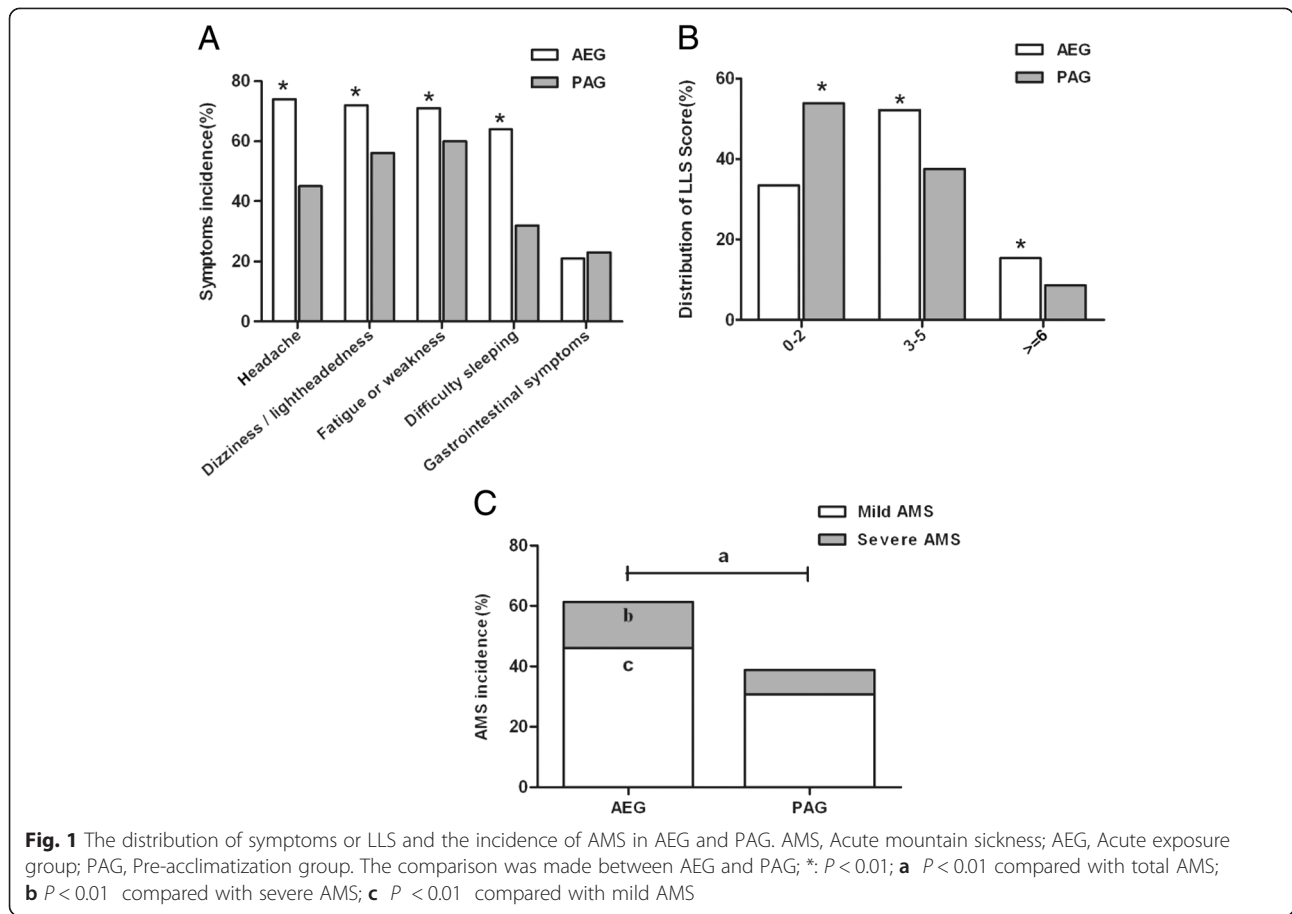 A
AEG
PAG
Symptoms incidence(%)
80
60
40
20
0
* * * *
Headache
Dizziness / lightheadedness
Fatigue or weakness
Difficulty sleeping
Gastrointestinal symptoms
B
AEG
PAG
Distribution of LLS Score(%)
60
40
20
0
* * *
0-2
3-5
>=6
C
Mild AMS
Severe AMS
AMS incidence(%)
80
60
40
20
0
a
b
c
AEG
PAG
Fig. 1 The distribution of symptoms or LLS and the incidence of AMS in AEG and PAG. AMS, Acute mountain sickness; AEG, Acute exposure
group; PAG, Pre-acclimatization group. The comparison was made between AEG and PAG; *: P < 0.01; a P < 0.01 compared with total AMS;
b P < 0.01 compared with severe AMS; c P < 0.01 compared with mild AMS